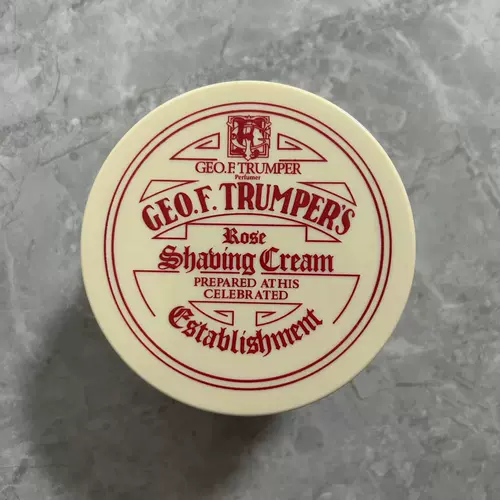 GEO.F. TRUMPER
Perfumer
GEO.F. TRUMPER'S
Rose
Shaving Cream
PREPARED AT HIS
CELEBRATED
Establishment